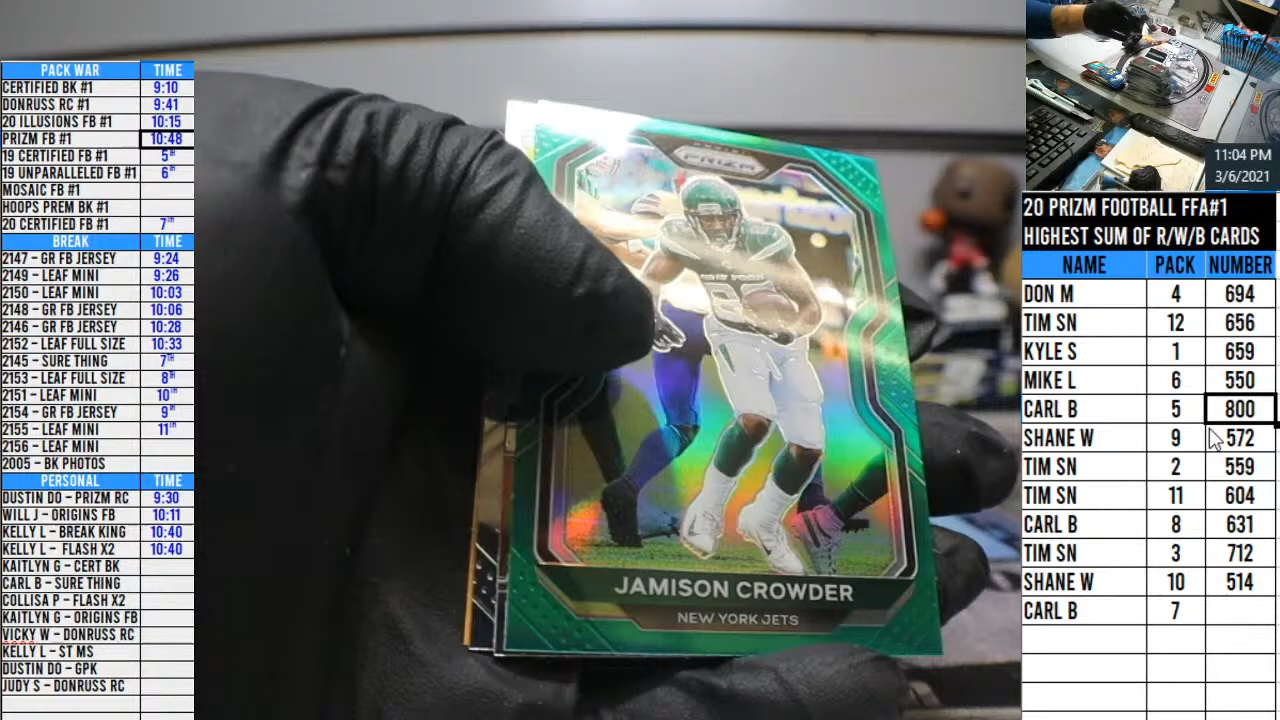 PACK WAR TIME
CERTIFIED BK #1 9:10
DONRUSS RC #1 9:41
20 ILLUSIONS FB #1 10:15
PRIZM FB #1 10:48
19 CERTIFIED FB #1 5TH
19 UNPARALLELED FB #1 6TH
MOSAIC FB #1
HOOPS PREM BK #1
20 CERTIFIED FB #1 7TH
BREAK TIME
2147 – GR FB JERSEY 9:24
2149 – LEAF MINI 9:26
2150 – LEAF MINI 10:03
2148 – GR FB JERSEY 10:06
2146 – GR FB JERSEY 10:28
2152 – LEAF FULL SIZE 10:33
2145 – SURE THING 7TH
2153 – LEAF FULL SIZE 8TH
2151 – LEAF MINI 10TH
2154 – GR FB JERSEY 9TH
2155 – LEAF MINI 11TH
2156 – LEAF MINI
2005 – BK PHOTOS
PERSONAL TIME
DUSTIN DO – PRIZM RC 9:30
WILL J – ORIGINS FB 10:11
KELLY L – BREAK KING 10:40
KELLY L – FLASH X2 10:40
KAITLYN G – CERT BK
CARL B – SURE THING
COLLISA P – FLASH X2
KAITLYN G – ORIGINS FB
VICKY W – DONRUSS RC
KELLY L – ST MS
DUSTIN DO – GPK
JUDY S – DONRUSS RC
PANINI
PRIZM
NEW YORK
JAMISON CROWDER
NEW YORK JETS
11:04 PM
3/6/2021
20 PRIZM FOOTBALL FFA#1
HIGHEST SUM OF R/W/B CARDS
NAME PACK NUMBER
DON M 4 694
TIM SN 12 656
KYLE S 1 659
MIKE L 6 550
CARL B 5 800
SHANE W 9 572
TIM SN 2 559
TIM SN 11 604
CARL B 8 631
TIM SN 3 712
SHANE W 10 514
CARL B 7